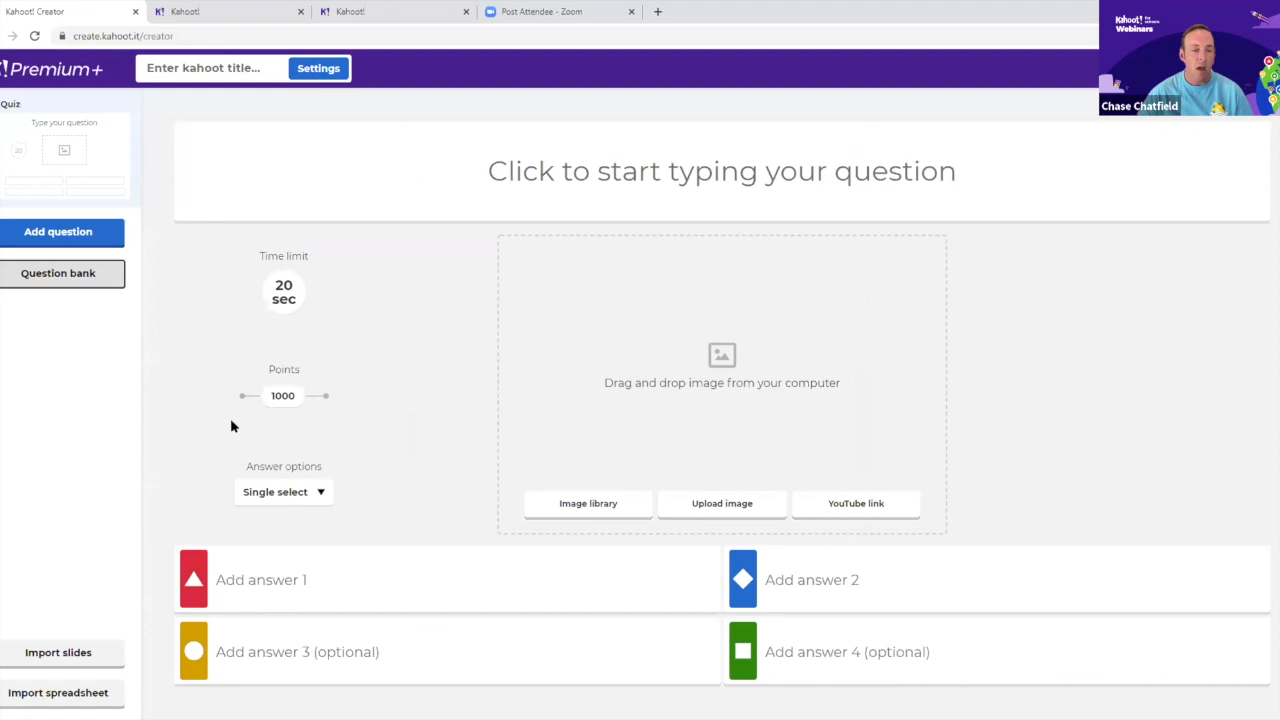 Kahoot! Creator
Kahoot!
Kahoot!
Post Attendee - Zoom
create.kahoot.it/creator
K!Premium+
Enter kahoot title...
Settings
Kahoot! for schools
Webinars
Chase Chatfield
Quiz
Type your question
20
Add question
Question bank
Click to start typing your question
Time limit
20
sec
Points
1000
Answer options
Single select
Drag and drop image from your computer
Image library
Upload image
YouTube link
Add answer 1
Add answer 2
Add answer 3 (optional)
Add answer 4 (optional)
Import slides
Import spreadsheet